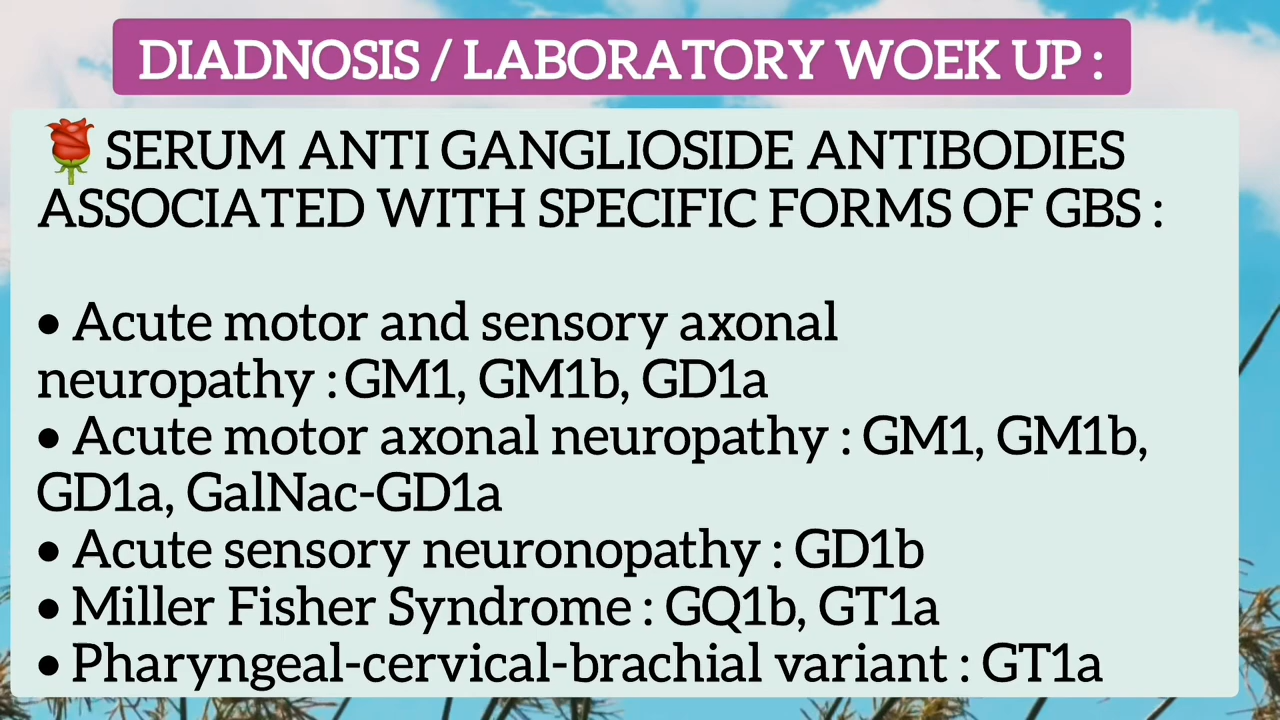 DIADNOSIS / LABORATORY WOEK UP :
🌹 SERUM ANTI GANGLIOSIDE ANTIBODIES
ASSOCIATED WITH SPECIFIC FORMS OF GBS :
• Acute motor and sensory axonal
neuropathy : GM1, GM1b, GD1a
• Acute motor axonal neuropathy : GM1, GM1b,
GD1a, GalNac-GD1a
• Acute sensory neuronopathy : GD1b
• Miller Fisher Syndrome : GQ1b, GT1a
• Pharyngeal-cervical-brachial variant : GT1a